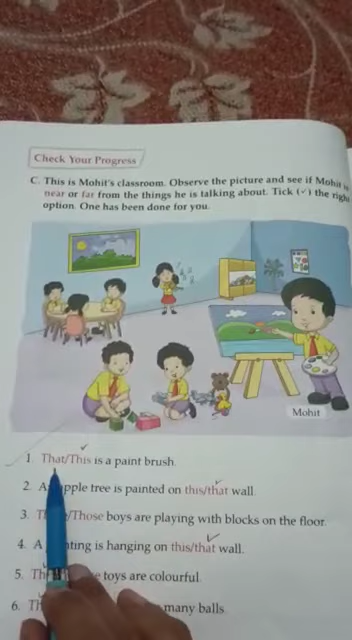 Check Your Progress
C. This is Mohit's classroom. Observe the picture and see if Mohit is
near or far from the things he is talking about. Tick (✓) the right
option. One has been done for you.
Mohit
1. That/This is a paint brush.
2. apple tree is painted on this/that wall.
3. /Those boys are playing with blocks on the floor.
4. A is hanging on this/that wall.
5. toys are colourful.
6. many balls.